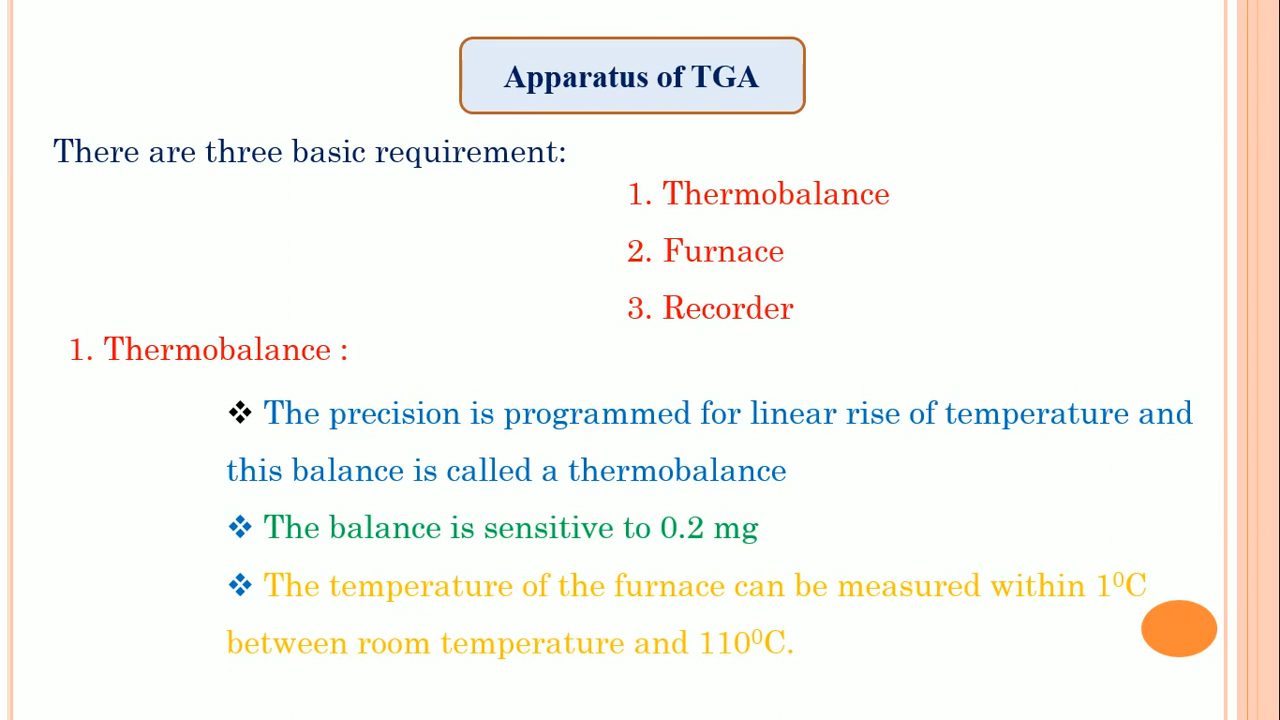 Apparatus of TGA
There are three basic requirement:
1. Thermobalance
2. Furnace
3. Recorder
1. Thermobalance :
❖ The precision is programmed for linear rise of temperature and
this balance is called a thermobalance
❖ The balance is sensitive to 0.2 mg
❖ The temperature of the furnace can be measured within 1⁰C
between room temperature and 110⁰C.